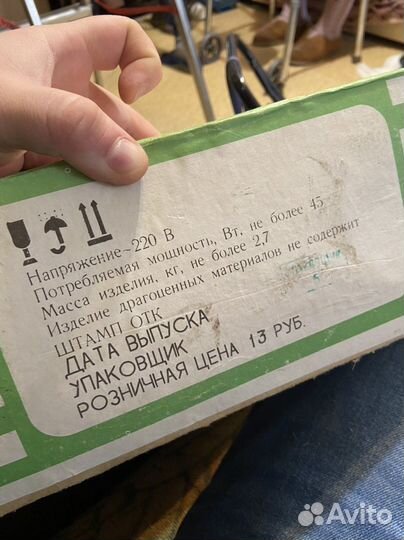 Напряжение–220 В
Потребляемая мощность, Вт, не более 45
Масса изделия, кг, не более 2,7
Изделие драгоценных материалов не содержит
ШТАМП ОТК
ДАТА ВЫПУСКА
УПАКОВЩИК
РОЗНИЧНАЯ ЦЕНА 13 РУБ.
Avito